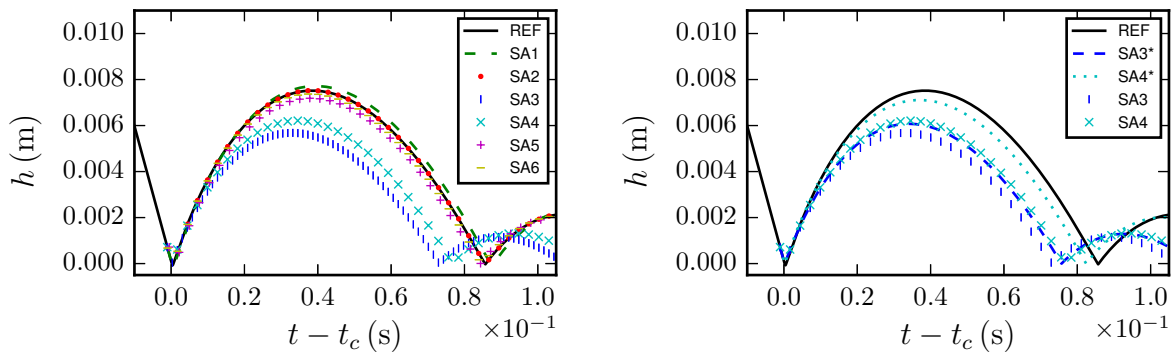 0.010
0.008
0.006
0.004
0.002
0.000
h (m)
REF
SA1
SA2
SA3
SA4
SA5
SA6
0.0 0.2 0.4 0.6 0.8 1.0
×10⁻¹
t − t_c (s)
0.010
0.008
0.006
0.004
0.002
0.000
h (m)
REF
SA3*
SA4*
SA3
SA4
0.0 0.2 0.4 0.6 0.8 1.0
×10⁻¹
t − t_c (s)